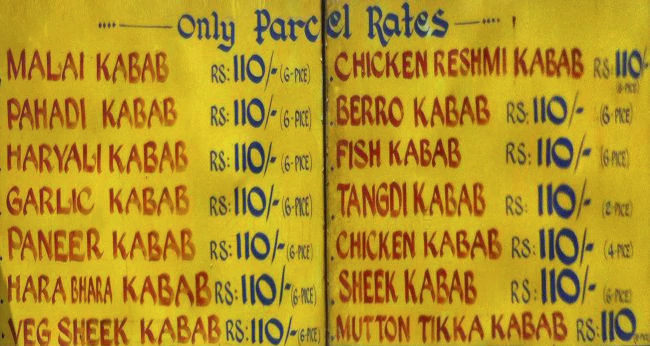 Only Parcel Rates
MALAI KABAB RS: 110/- (6-PICE)
PAHADI KABAB RS: 110/- (6-PICE)
HARYALI KABAB RS: 110/- (6-PICE)
GARLIC KABAB RS: 110/- (6-PICE)
PANEER KABAB RS: 110/- (6-PICE)
HARA BHARA KABAB RS: 110/- (6-PICE)
VEG SHEEK KABAB RS: 110/- (6-PICE)
CHICKEN RESHMI KABAB RS: 110/-
(6-PICE)
BERRO KABAB RS: 110/- (6-PICE)
FISH KABAB RS: 110/- (6-PICE)
TANGDI KABAB RS: 110/- (2-PICE)
CHICKEN KABAB RS: 110/- (4-PICE)
SHEEK KABAB RS: 110/- (6-PICE)
MUTTON TIKKA KABAB RS: 110